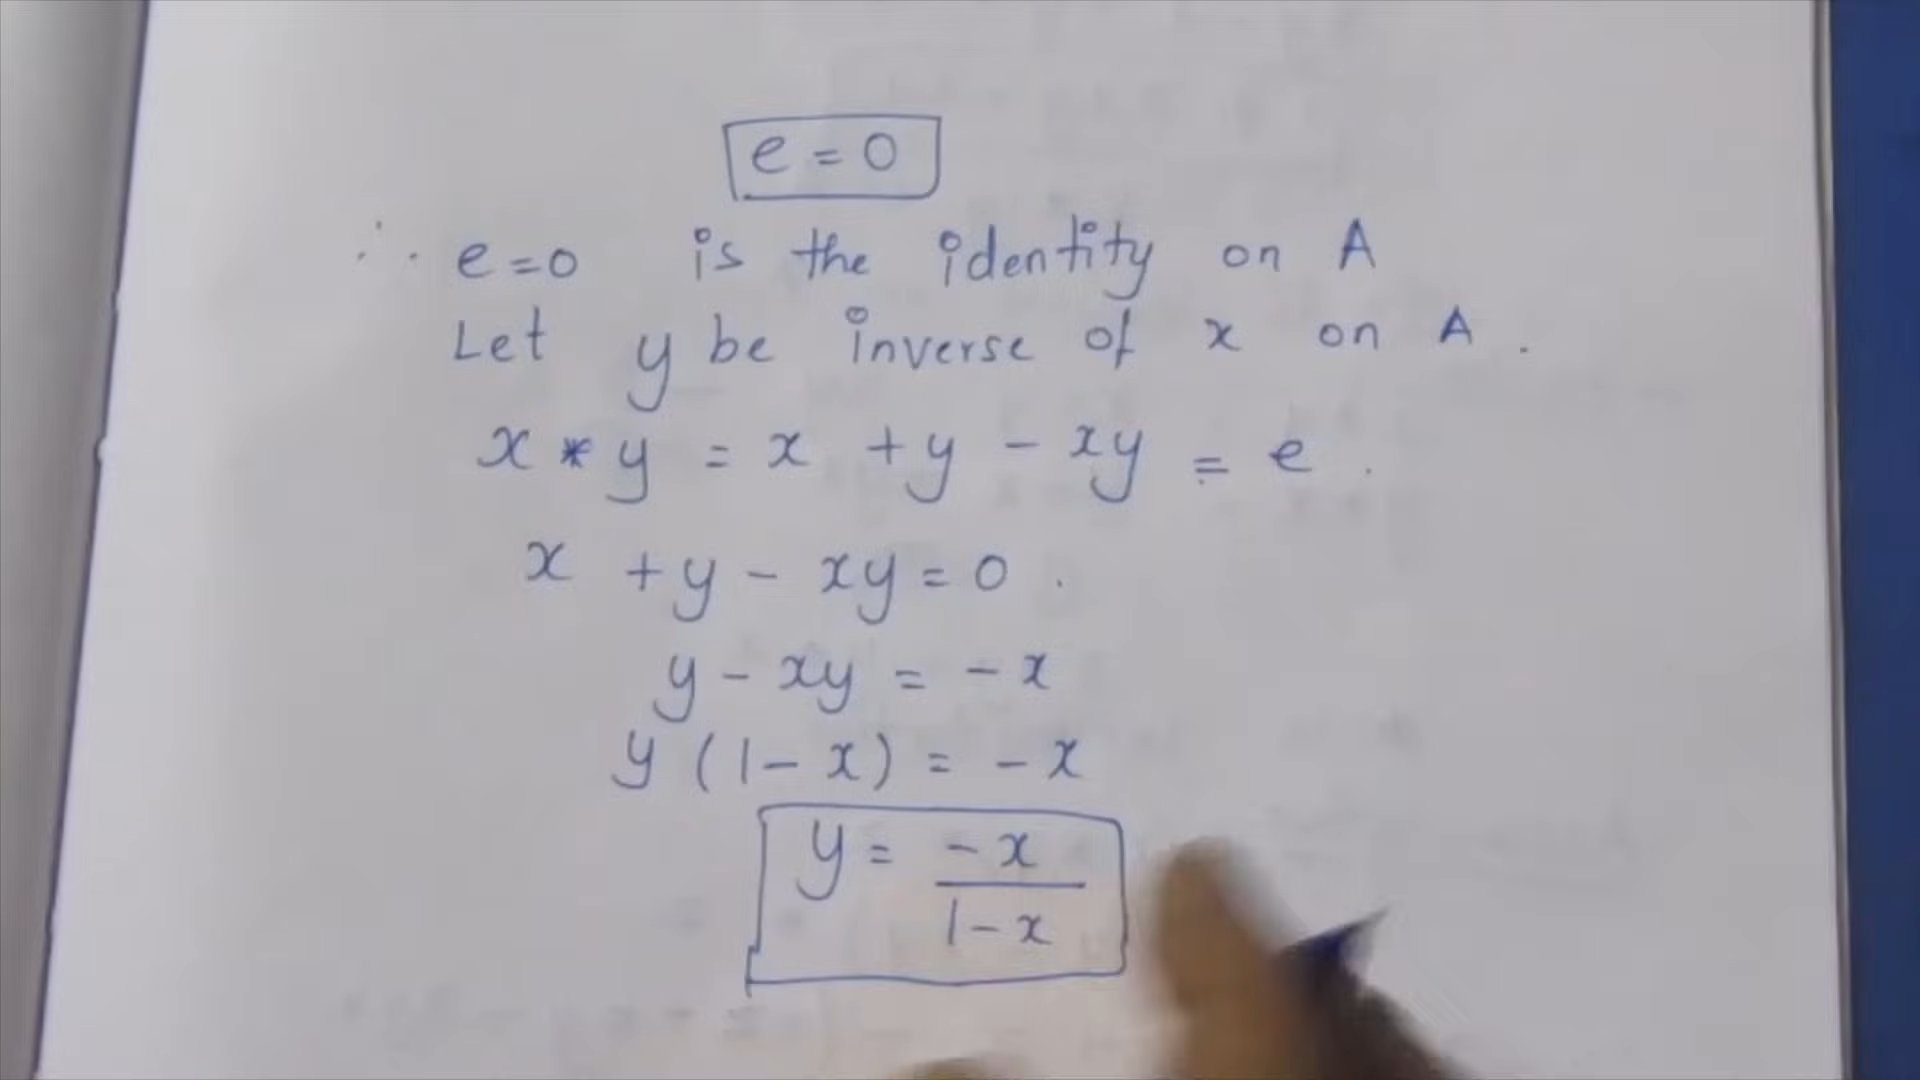 e = 0
∴ e = 0 is the identity on A
Let y be inverse of x on A .
x * y = x + y - xy = e .
x + y - xy = 0 .
y - xy = - x
y ( 1 - x ) = - x
y = - x
1 - x